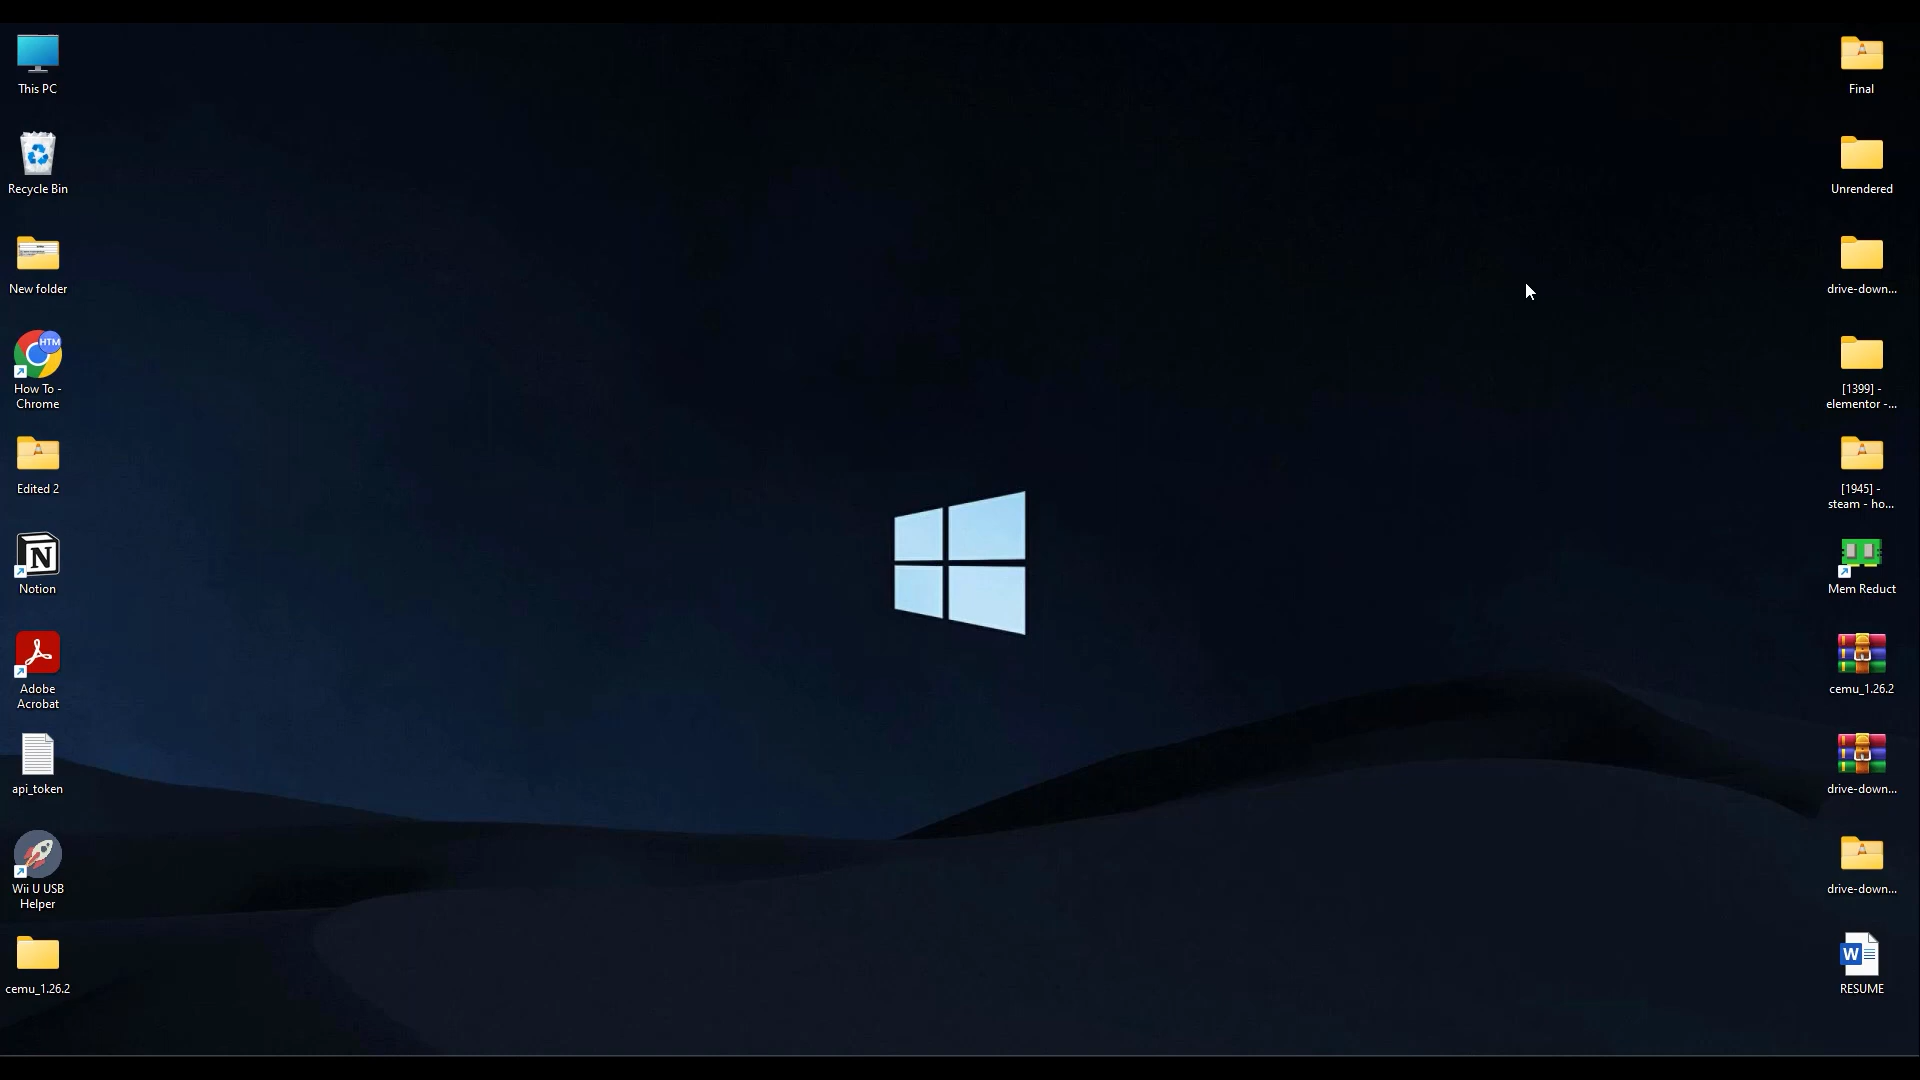 This PC
Recycle Bin
New folder
HTM
How To -
Chrome
Edited 2
Notion
Adobe
Acrobat
api_token
Wii U USB
Helper
cemu_1.26.2
Final
Unrendered
drive-down...
[1399] -
elementor -...
[1945] -
steam - ho...
Mem Reduct
cemu_1.26.2
drive-down...
drive-down...
W
RESUME